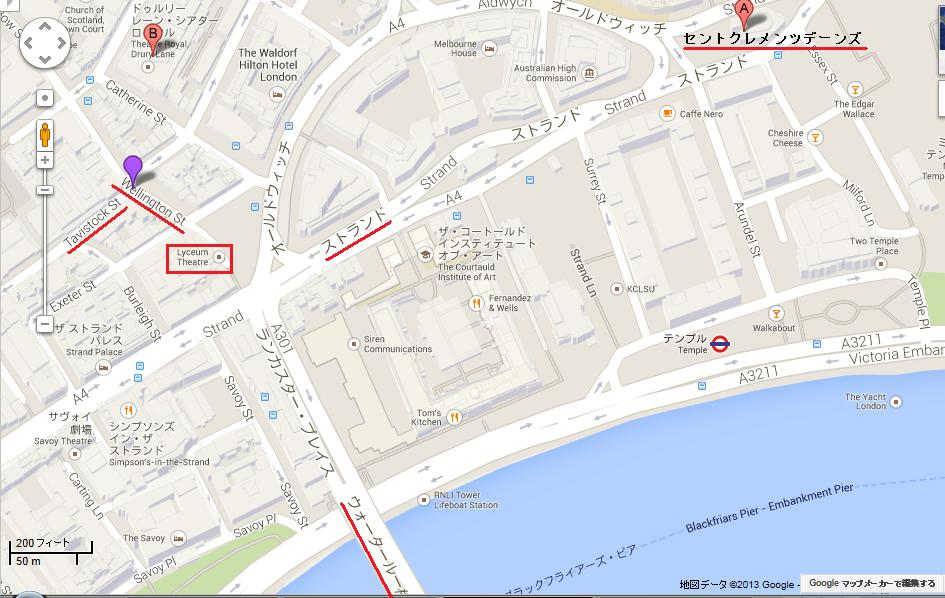 Church of
Scotland,
own Court
ドゥルリー
レーン・シアター
ロイヤル
Theatre Royal,
Drury Lane
B
A4
Aldwych
オールドウィッチ
A
セントクレメンツデーンズ
The Waldorf
Hilton Hotel
London
Melbourne
House
Australian High
Commission
ストランド
Essex St
Catherine St
Strand
ストランド
Caffe Nero
The Edgar
Wallace
Cheshire
Cheese
Wellington St
Tavistock St
オールドウィッチ
Strand
Surrey St
Milford Ln
A4
ストランド
Arundel St
Lyceum
Theatre
ザ・コートールド
インスティテュート
オブ・アート
The Courtauld
Institute of Art
Strand Ln
Two Temple
Place
Exeter St
Burleigh St
KCLSU
Temple Pl
Fernandez
& Wells
Strand
A301
ランカスター・プレイス
ザ ストランド
パレス
Strand Palace
Siren
Communications
テンプル
Temple
Walkabout
A3211
Victoria Emban
A3211
A4
Savoy St
サヴォイ
劇場
Savoy Theatre
シンプソンズ
イン・ザ
ストランド
Simpson's-in-the-Strand
Tom's
Kitchen
The Yacht
London
Carting Ln
Savoy St
RNLI Tower
Lifeboat Station
ウォータールー
Blackfriars Pier - Embankment Pier
Savoy Pl
The Savoy
200 フィート
50 m
Savoy Pl
ブラックフライアーズ・ピア
地図データ ©2013 Google -
Google マップメーカーで編集する